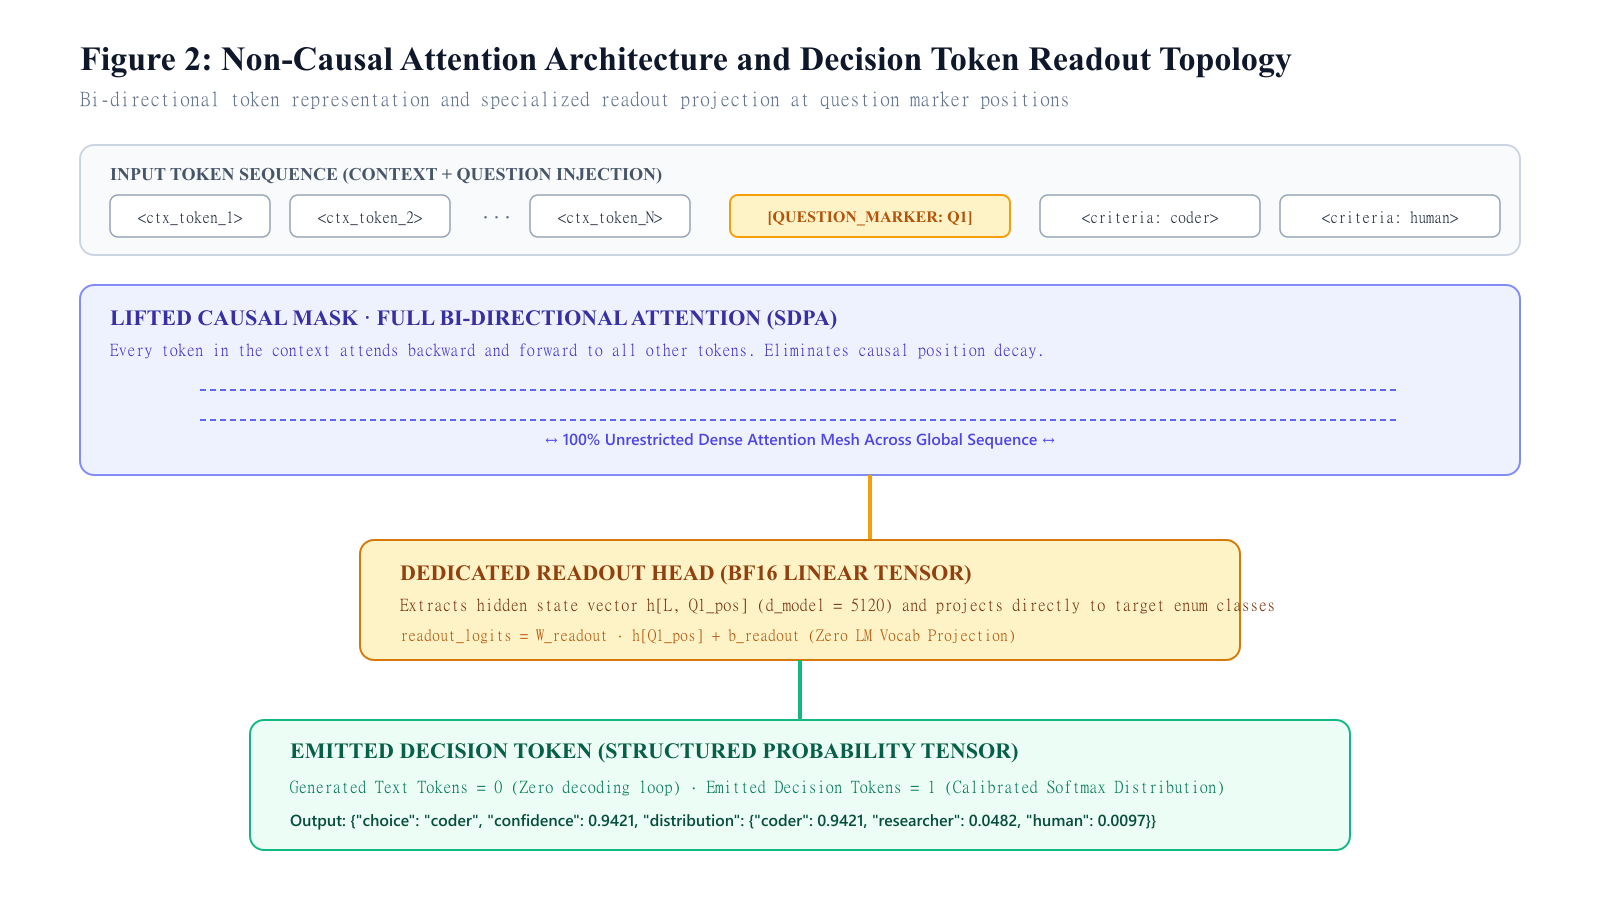 Figure 2: Non-Causal Attention Architecture and Decision Token Readout Topology
Bi-directional token representation and specialized readout projection at question marker positions
INPUT TOKEN SEQUENCE (CONTEXT + QUESTION INJECTION)
<ctx_token_1> <ctx_token_2> ··· <ctx_token_N> [QUESTION_MARKER: Q1] <criteria: coder> <criteria: human>
LIFTED CAUSAL MASK · FULL BI-DIRECTIONAL ATTENTION (SDPA)
Every token in the context attends backward and forward to all other tokens. Eliminates causal position decay.
↔ 100% Unrestricted Dense Attention Mesh Across Global Sequence ↔
DEDICATED READOUT HEAD (BF16 LINEAR TENSOR)
Extracts hidden state vector h[L, Q1_pos] (d_model = 5120) and projects directly to target enum classes
readout_logits = W_readout · h[Q1_pos] + b_readout (Zero LM Vocab Projection)
EMITTED DECISION TOKEN (STRUCTURED PROBABILITY TENSOR)
Generated Text Tokens = 0 (Zero decoding loop) · Emitted Decision Tokens = 1 (Calibrated Softmax Distribution)
Output: {"choice": "coder", "confidence": 0.9421, "distribution": {"coder": 0.9421, "researcher": 0.0482, "human": 0.0097}}